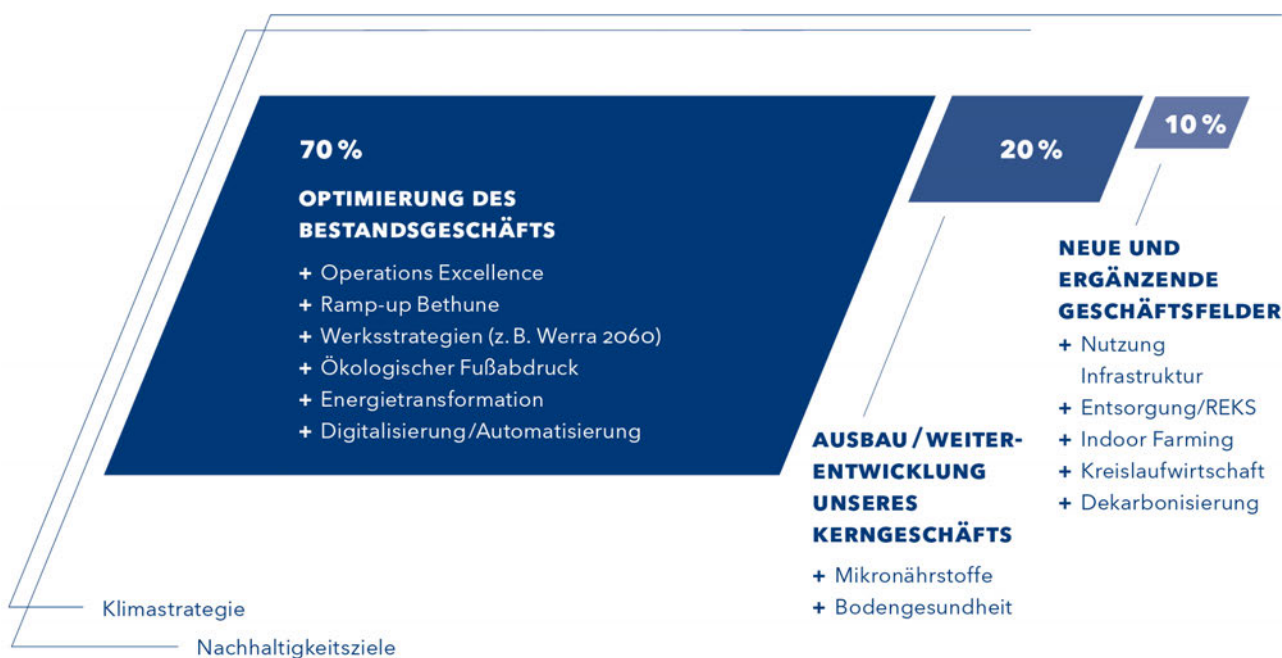 70 %
OPTIMIERUNG DES
BESTANDSGESCHÄFTS
+ Operations Excellence
+ Ramp-up Bethune
+ Werksstrategien (z. B. Werra 2060)
+ Ökologischer Fußabdruck
+ Energietransformation
+ Digitalisierung/Automatisierung
20 %
AUSBAU / WEITER-
ENTWICKLUNG
UNSERES
KERNGESCHÄFTS
+ Mikronährstoffe
+ Bodengesundheit
10 %
NEUE UND
ERGÄNZENDE
GESCHÄFTSFELDER
+ Nutzung
Infrastruktur
+ Entsorgung/REKS
+ Indoor Farming
+ Kreislaufwirtschaft
+ Dekarbonisierung
Klimastrategie
Nachhaltigkeitsziele